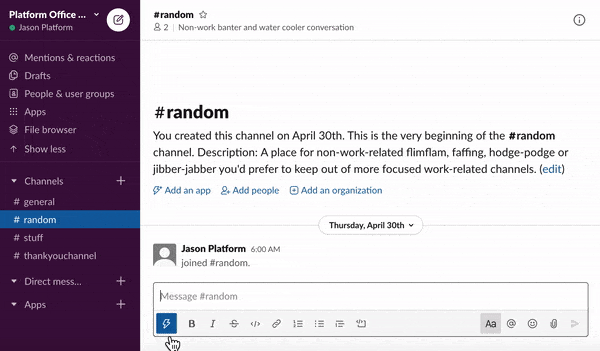 Platform Office ...
Jason Platform
Mentions & reactions
Drafts
People & user groups
Apps
File browser
Show less
Channels
# general
# random
# stuff
# thankyouchannel
Direct mess...
Apps
#random
2 | Non-work banter and water cooler conversation
#random
You created this channel on April 30th. This is the very beginning of the #random
channel. Description: A place for non-work-related flimflam, faffing, hodge-podge or
jibber-jabber you'd prefer to keep out of more focused work-related channels. (edit)
Add an app Add people Add an organization
Thursday, April 30th
Jason Platform 6:00 AM
joined #random.
Message #random
B I S Aa @